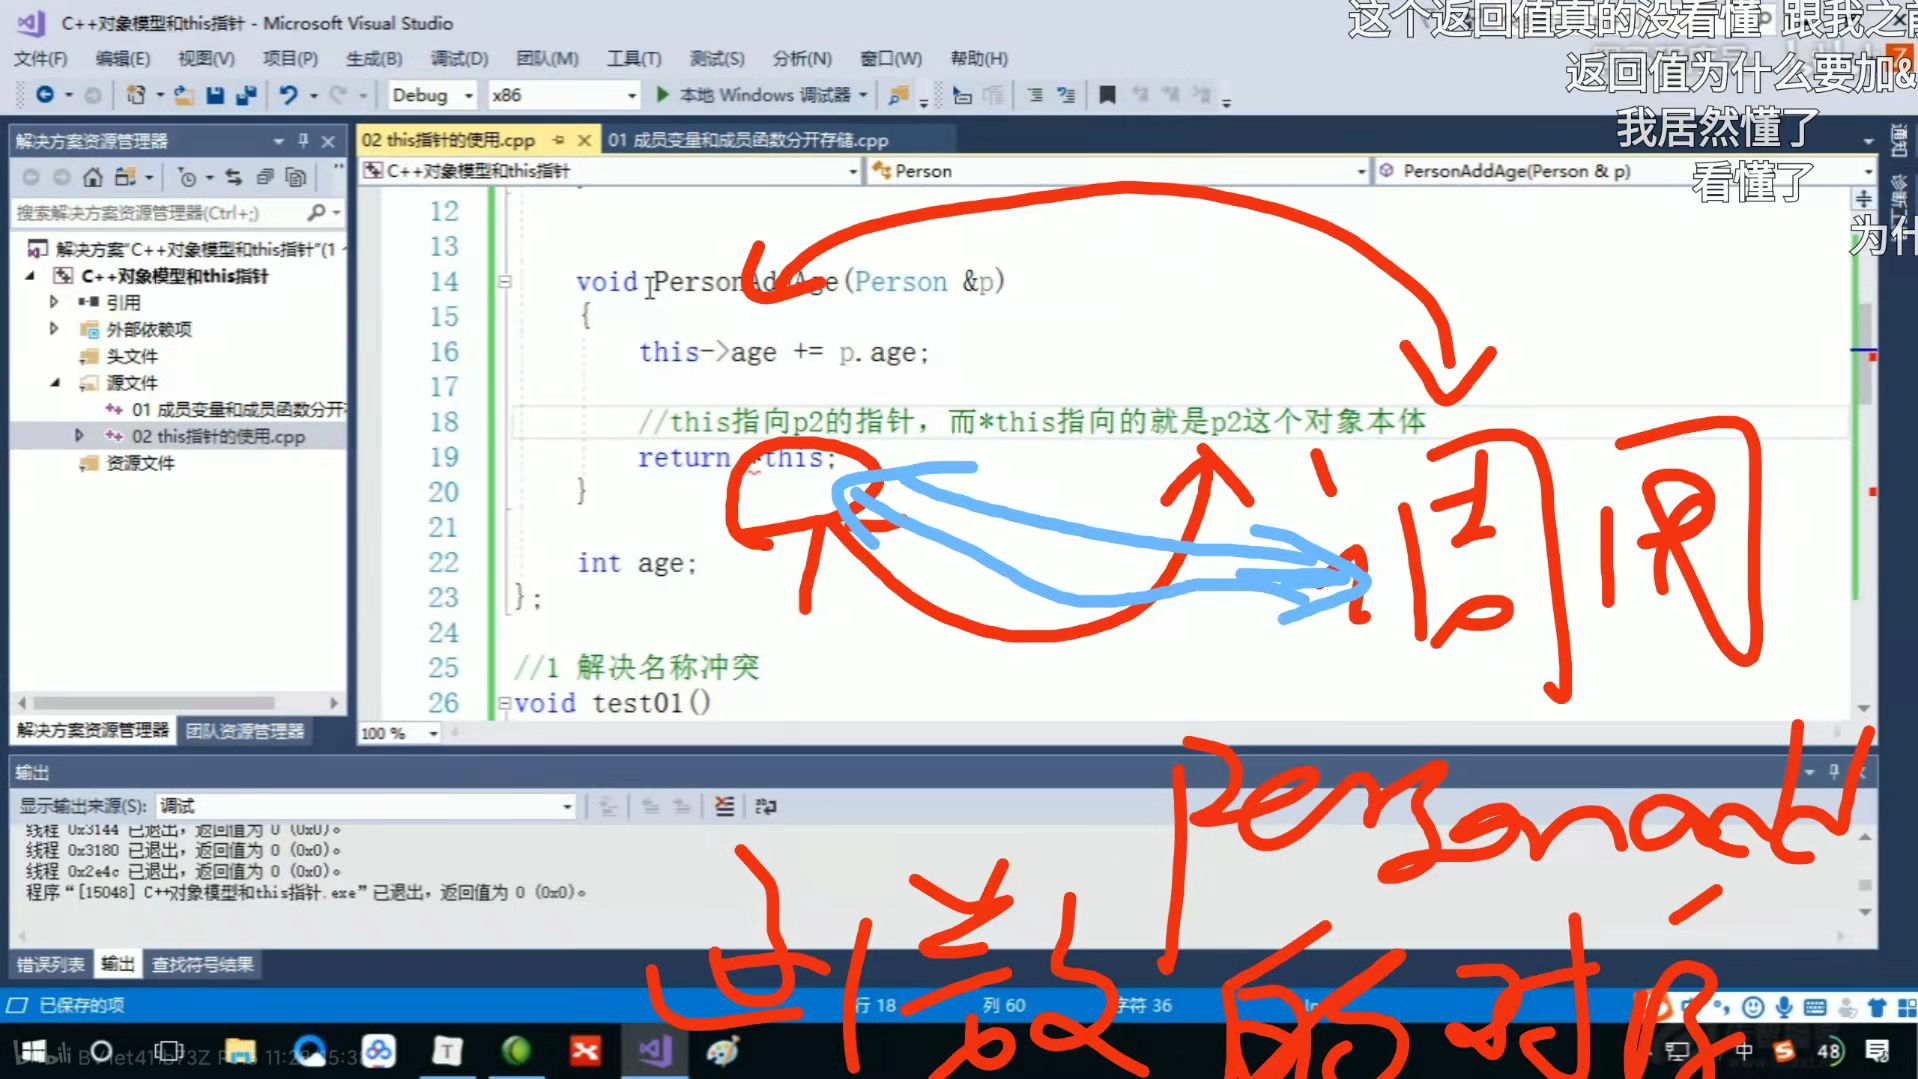 C++对象模型和this指针 - Microsoft Visual Studio
这个返回值真的没看懂 跟我之前
文件(F) 编辑(E) 视图(V) 项目(P) 生成(B) 调试(D) 团队(M) 工具(T) 测试(S) 分析(N) 窗口(W) 帮助(H)
返回值为什么要加&
Debug x86 本地 Windows 调试器
我居然懂了
看懂了
为什
解决方案资源管理器
搜索解决方案资源管理器(Ctrl+;)
解决方案"C++对象模型和this指针"(1
C++对象模型和this指针
引用
外部依赖项
头文件
源文件
01 成员变量和成员函数分开
02 this指针的使用.cpp
资源文件
解决方案资源管理器 团队资源管理器
02 this指针的使用.cpp 01 成员变量和成员函数分开存储.cpp
C++对象模型和this指针 Person PersonAddAge(Person & p)
通知
12
13
14 void PersonAddAge(Person &p)
15 {
16 this->age += p.age;
17
18 //this指向p2的指针，而*this指向的就是p2这个对象本体
19 return *this;
20 }
21
22 int age;
23 };
24
25 //1 解决名称冲突
26 void test01()
100 %
输出
显示输出来源(S): 调试
线程 0x3144 已退出，返回值为 0 (0x0)。
线程 0x3180 已退出，返回值为 0 (0x0)。
线程 0x2e4c 已退出，返回值为 0 (0x0)。
程序“[15048] C++对象模型和this指针.exe”已退出，返回值为 0 (0x0)。
错误列表 输出 查找符号结果
已保存的项 行 18 列 60 字符 36
调用
personadd
的对
中 48